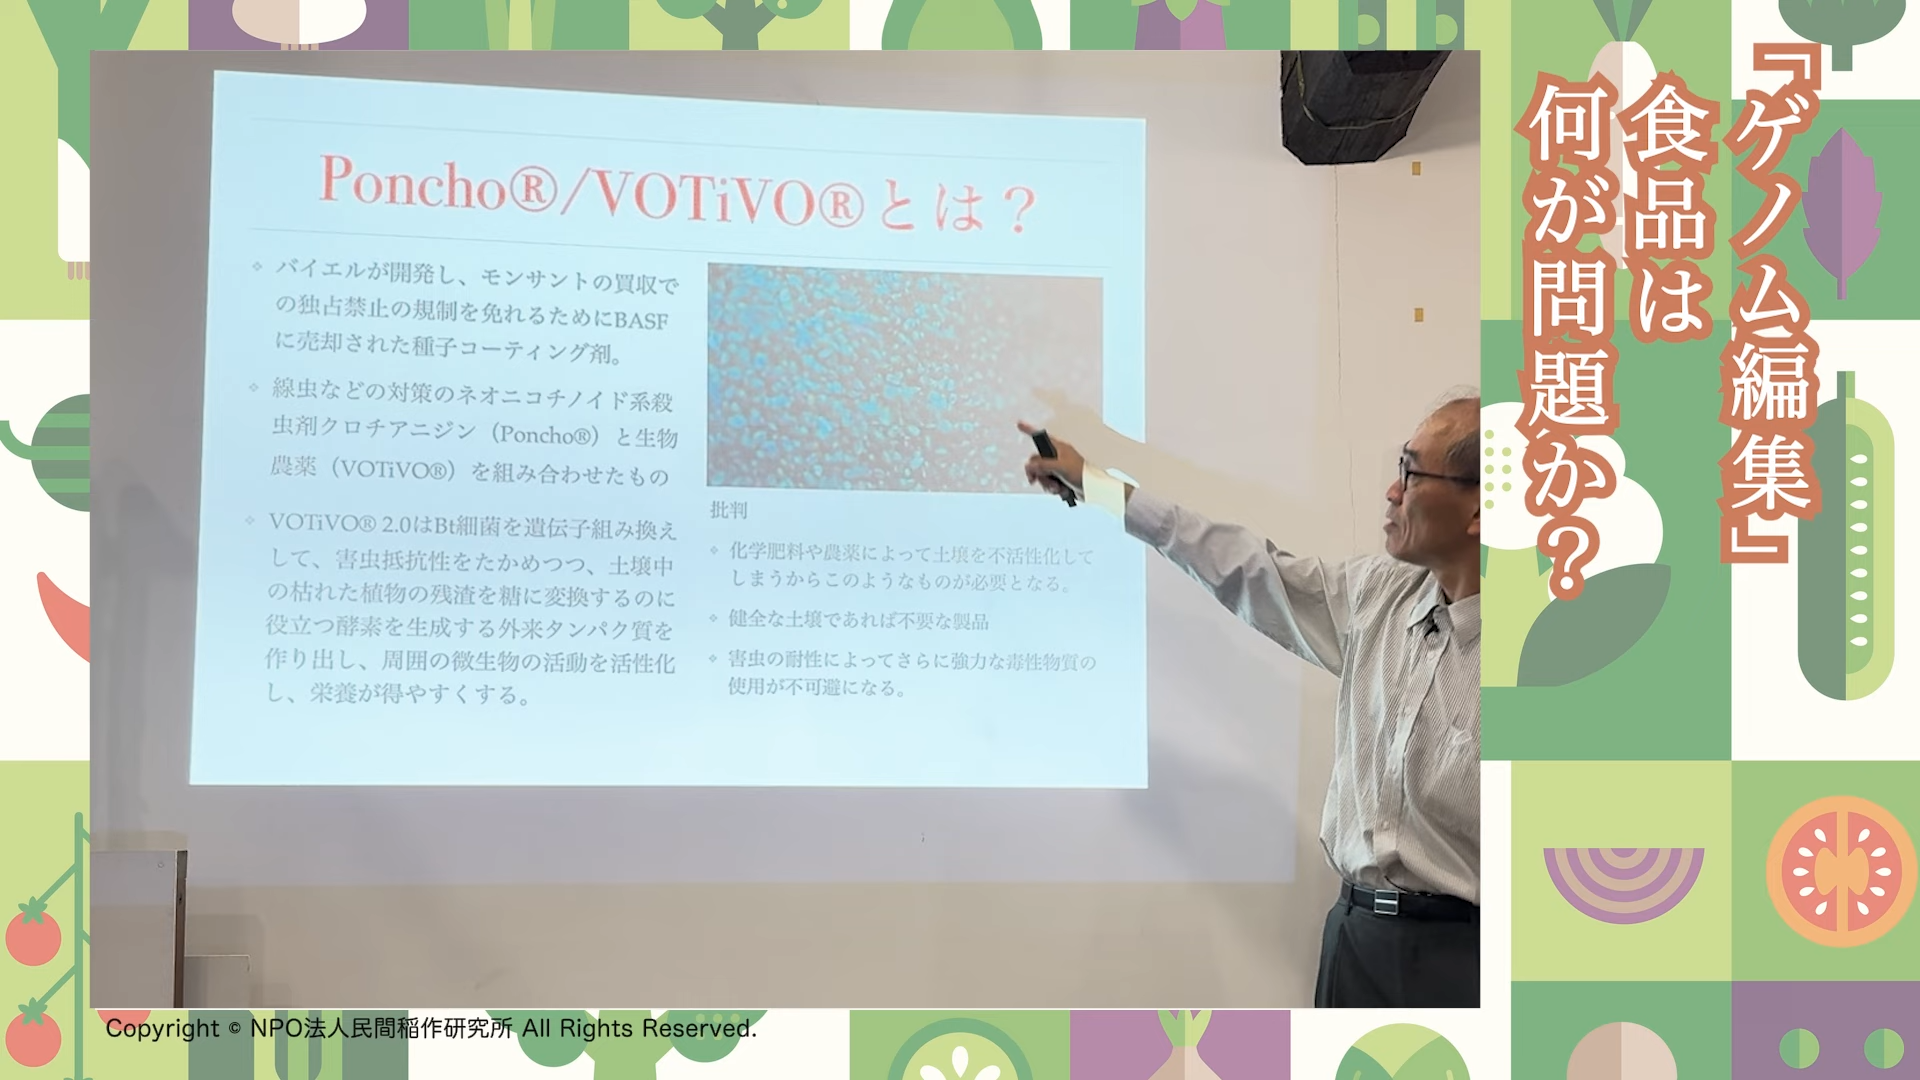 『ゲノム編集』
食品は
何が問題か？
Poncho®/VOTiVO®とは？
バイエルが開発し、モンサントの買収で
の独占禁止の規制を免れるためにBASF
に売却された種子コーティング剤。
線虫などの対策のネオニコチノイド系殺
虫剤クロチアニジン（Poncho®）と生物
農薬（VOTiVO®）を組み合わせたもの
VOTiVO® 2.0はBt細菌を遺伝子組み換え
して、害虫抵抗性をたかめつつ、土壌中
の枯れた植物の残渣を糖に変換するのに
役立つ酵素を生成する外来タンパク質を
作り出し、周囲の微生物の活動を活性化
し、栄養が得やすくする。
批判
化学肥料や農薬によって土壌を不活性化して
しまうからこのようなものが必要となる。
健全な土壌であれば不要な製品
害虫の耐性によってさらに強力な毒性物質の
使用が不可避になる。
Copyright © NPO法人民間稲作研究所 All Rights Reserved.